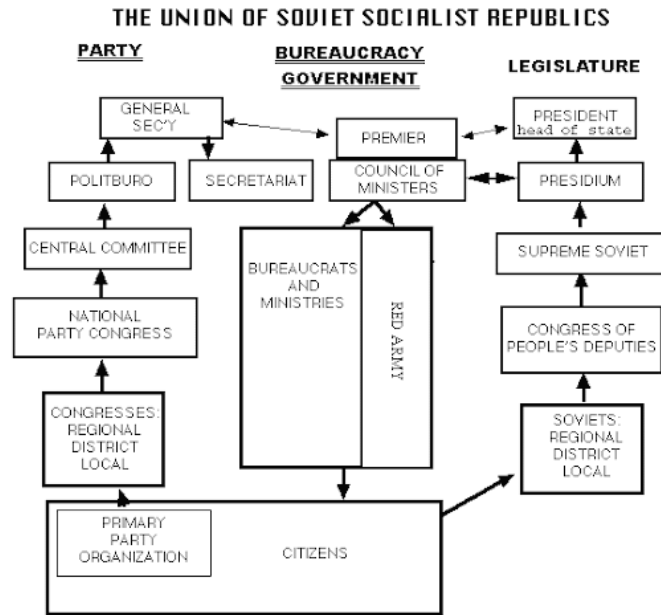 THE UNION OF SOVIET SOCIALIST REPUBLICS
PARTY
BUREAUCRACY
GOVERNMENT
LEGISLATURE
GENERAL
SEC'Y
PREMIER
PRESIDENT
head of state
POLITBURO
SECRETARIAT
COUNCIL OF
MINISTERS
PRESIDIUM
CENTRAL COMMITTEE
BUREAUCRATS
AND
MINISTRIES
RED ARMY
SUPREME SOVIET
NATIONAL
PARTY CONGRESS
CONGRESS OF
PEOPLE'S DEPUTIES
CONGRESSES:
REGIONAL
DISTRICT
LOCAL
SOVIETS:
REGIONAL
DISTRICT
LOCAL
PRIMARY
PARTY
ORGANIZATION
CITIZENS